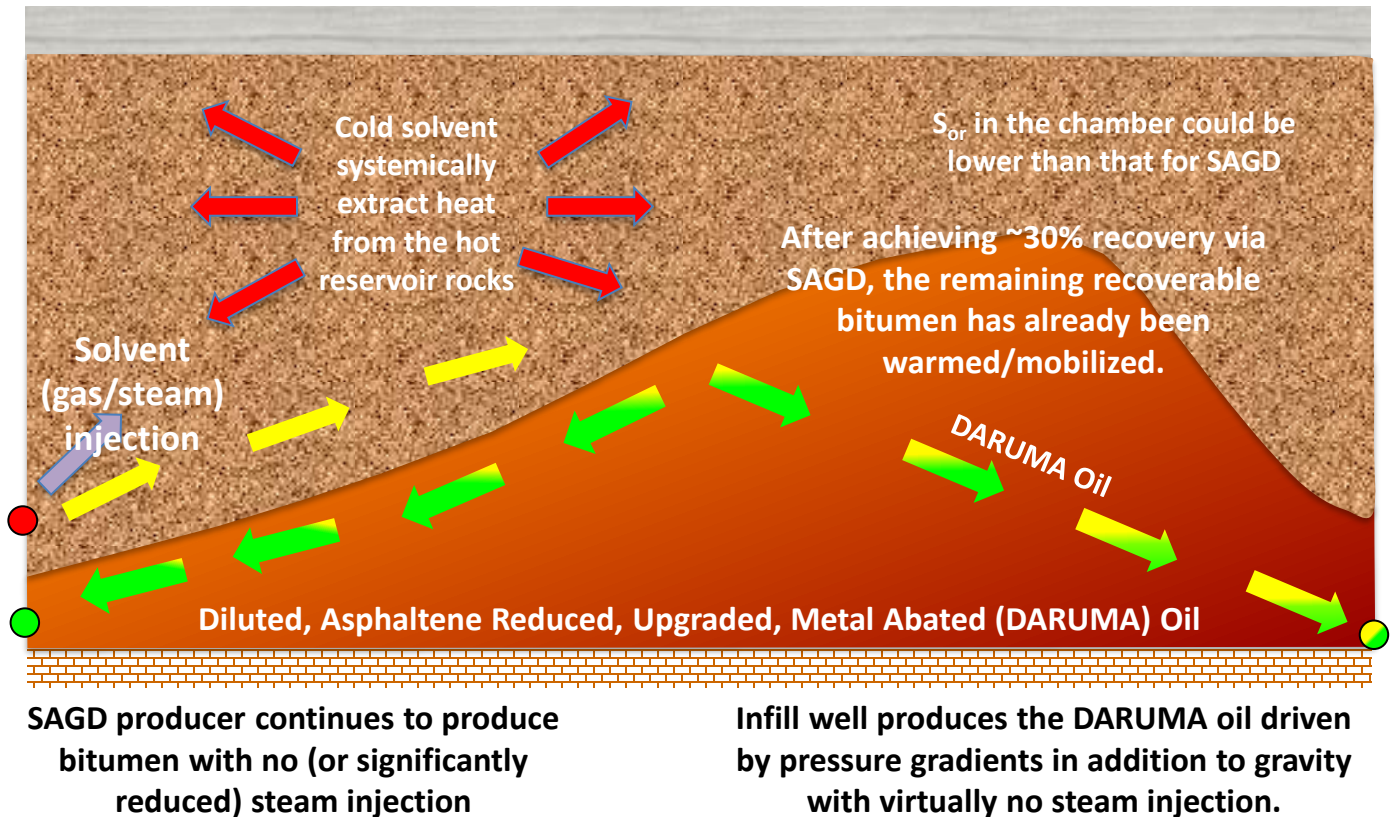 Cold solvent
systemically
extract heat
from the hot
reservoir rocks
Sor in the chamber could be
lower than that for SAGD
After achieving ~30% recovery via
SAGD, the remaining recoverable
bitumen has already been
warmed/mobilized.
Solvent
(gas/steam)
injection
DARUMA Oil
Diluted, Asphaltene Reduced, Upgraded, Metal Abated (DARUMA) Oil
SAGD producer continues to produce
bitumen with no (or significantly
reduced) steam injection
Infill well produces the DARUMA oil driven
by pressure gradients in addition to gravity
with virtually no steam injection.